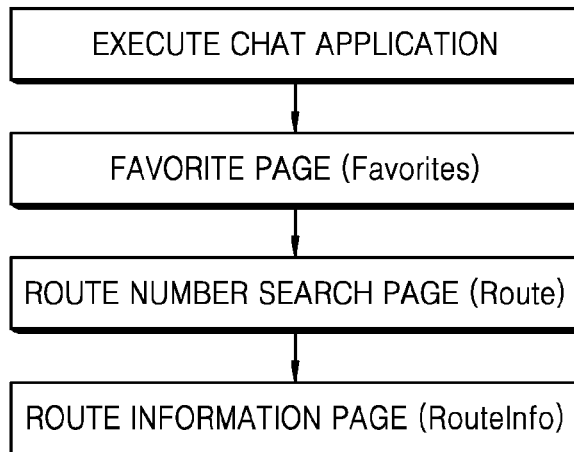 EXECUTE CHAT APPLICATION
FAVORITE PAGE (Favorites)
ROUTE NUMBER SEARCH PAGE (Route)
ROUTE INFORMATION PAGE (RouteInfo)